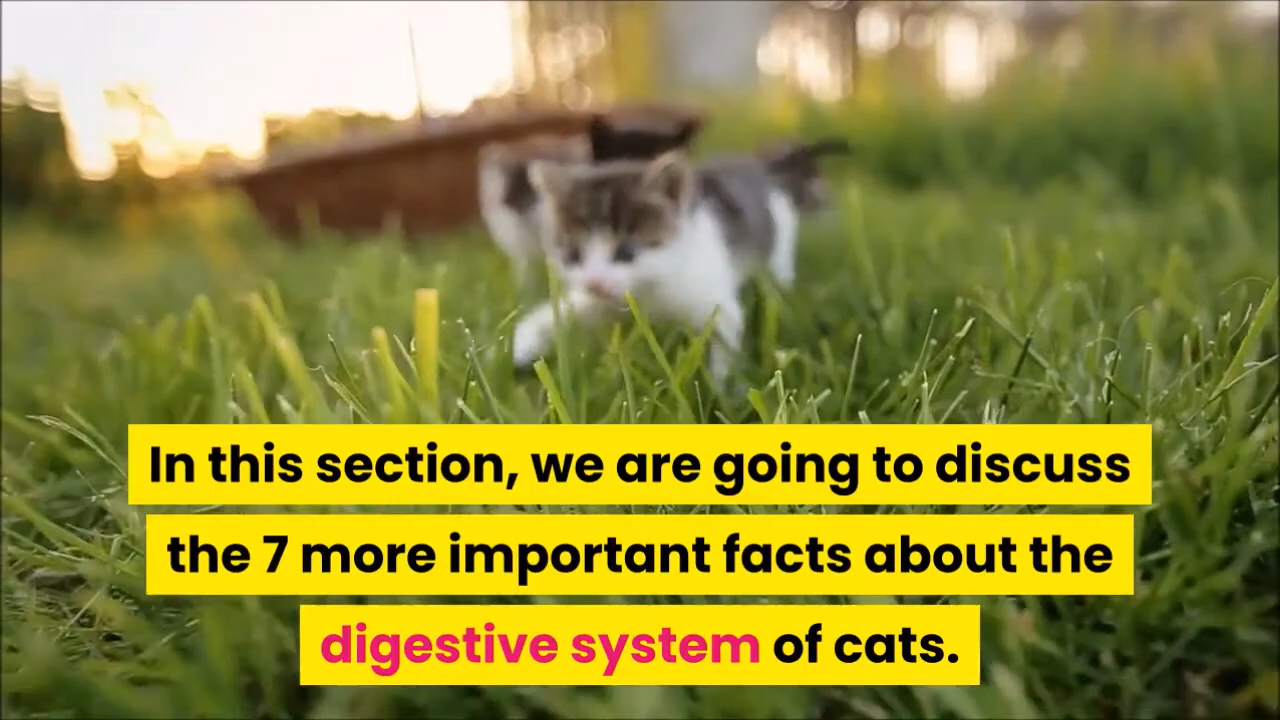 In this section, we are going to discuss
the 7 more important facts about the
digestive system of cats.